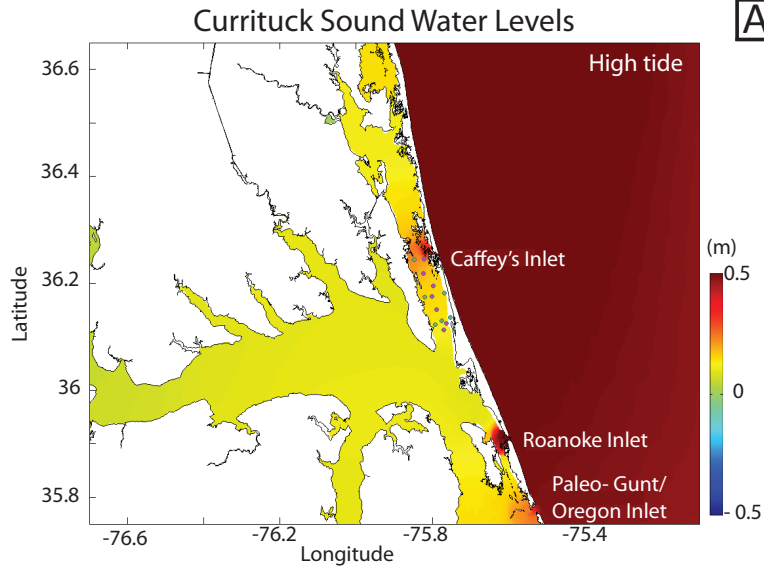 Currituck Sound Water Levels
A
High tide
36.6
36.4
36.2
36
35.8
Latitude
Caffey's Inlet
Roanoke Inlet
Paleo- Gunt/
Oregon Inlet
(m)
0.5
0
- 0.5
-76.6
-76.2
-75.8
-75.4
Longitude